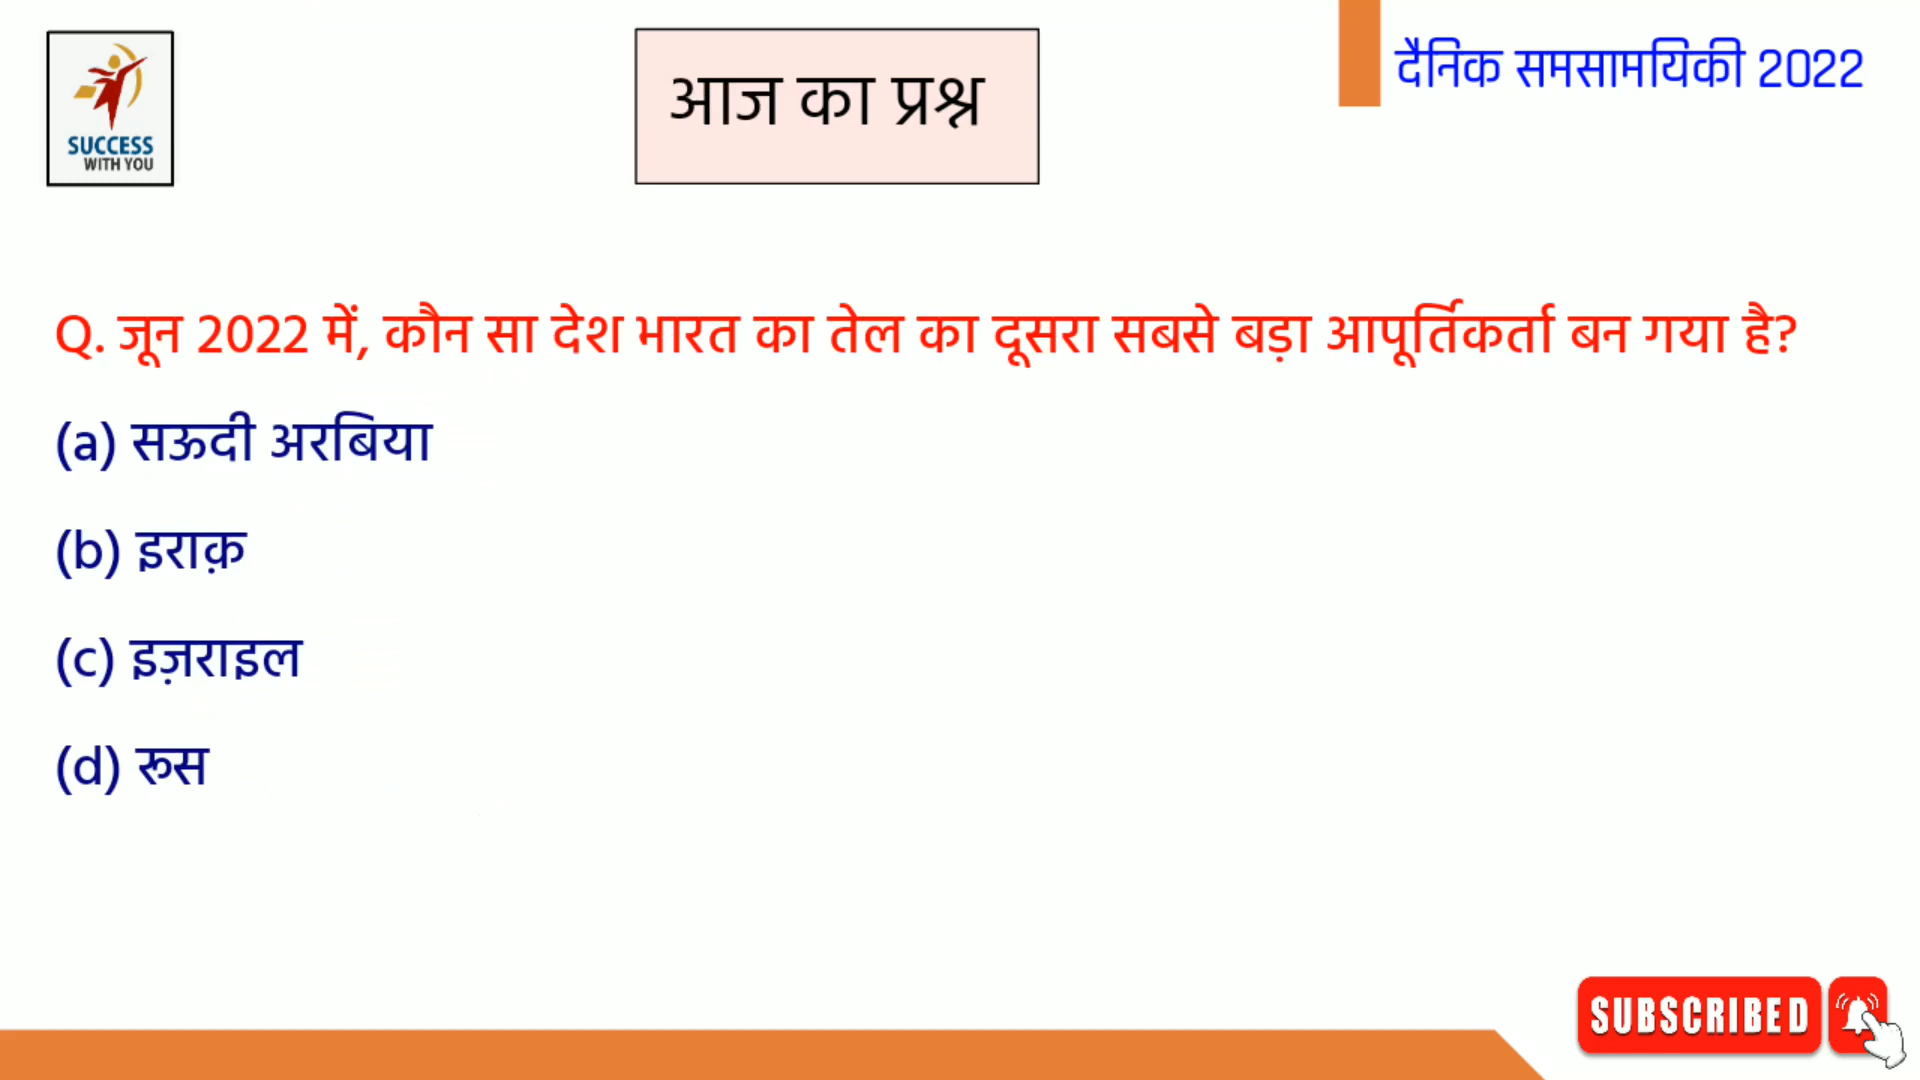 SUCCESS
WITH YOU
आज का प्रश्न
दैनिक समसामयिकी 2022
Q. जून 2022 में, कौन सा देश भारत का तेल का दूसरा सबसे बड़ा आपूर्तिकर्ता बन गया है?
(a) सऊदी अरबिया
(b) इराक़
(c) इज़राइल
(d) रूस
SUBSCRIBED